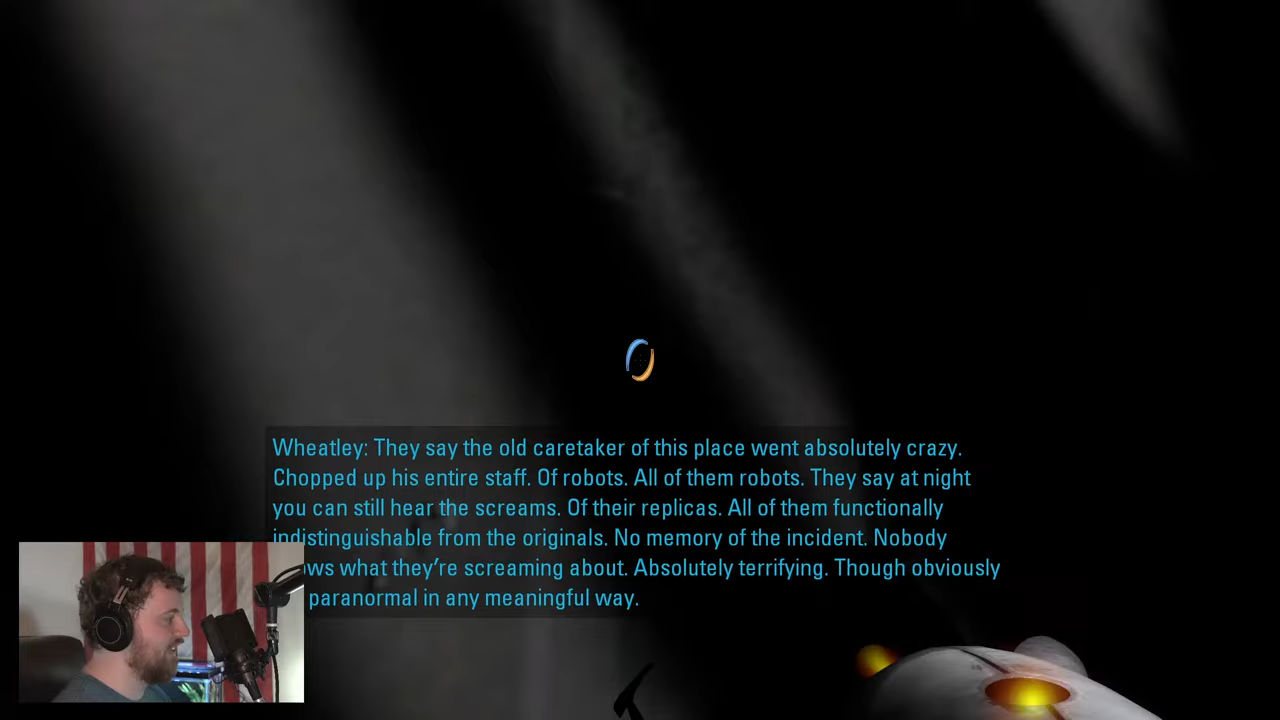 Wheatley: They say the old caretaker of this place went absolutely crazy.
Chopped up his entire staff. Of robots. All of them robots. They say at night
you can still hear the screams. Of their replicas. All of them functionally
indistinguishable from the originals. No memory of the incident. Nobody
what they're screaming about. Absolutely terrifying. Though obviously
paranormal in any meaningful way.